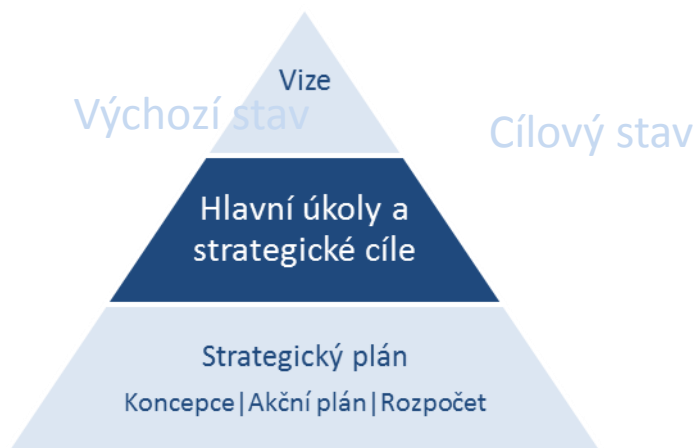 Vize
Výchozí stav
Cílový stav
Hlavní úkoly a
strategické cíle
Strategický plán
Koncepce|Akční plán|Rozpočet